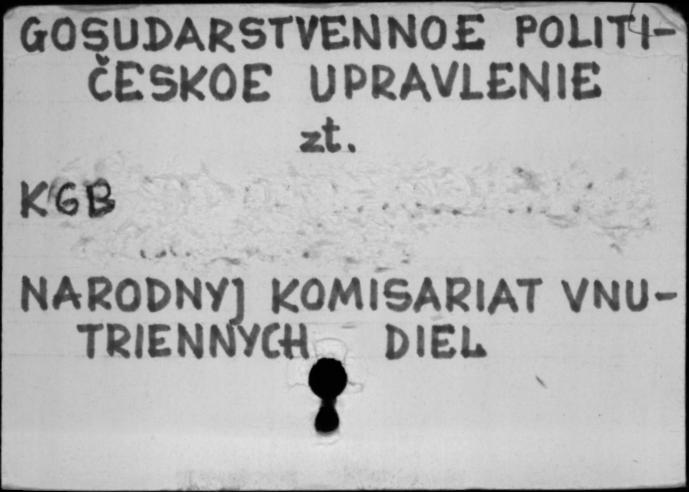 GOSUDARSTVENNOE POLITI-
ČESKOE UPRAVLENIE
zt.
KGB
NARODNYJ KOMISARIAT VNU-
TRIENNYCH DIEL